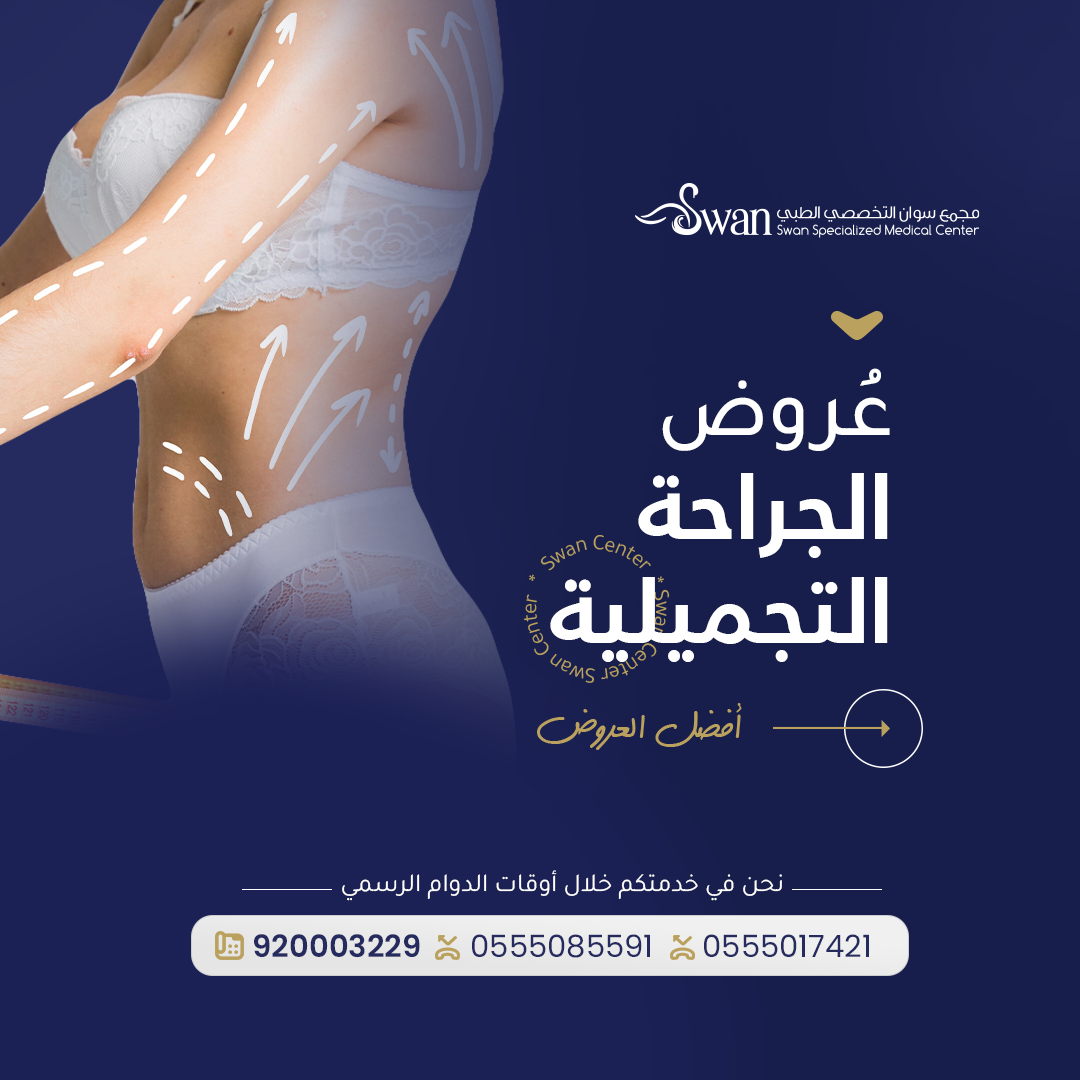 Swan
مجمع سوان التخصصي الطبي
Swan Specialized Medical Center
عُروض
الجراحة
التجميلية
Swan Center * Swan Center Swan Center *
أفضل العروض
نحن في خدمتكم خلال أوقات الدوام الرسمي
920003229 0555085591 0555017421